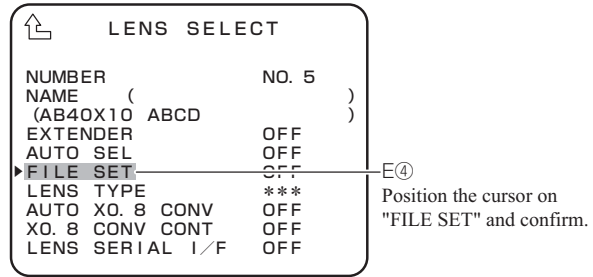 LENS SELECT
NUMBER NO. 5
NAME ( )
(AB40X10 ABCD )
EXTENDER OFF
AUTO SEL OFF
▶FILE SET OFF E④
Position the cursor on
"FILE SET" and confirm.
LENS TYPE ***
AUTO X0. 8 CONV OFF
X0. 8 CONV CONT OFF
LENS SERIAL I/F OFF